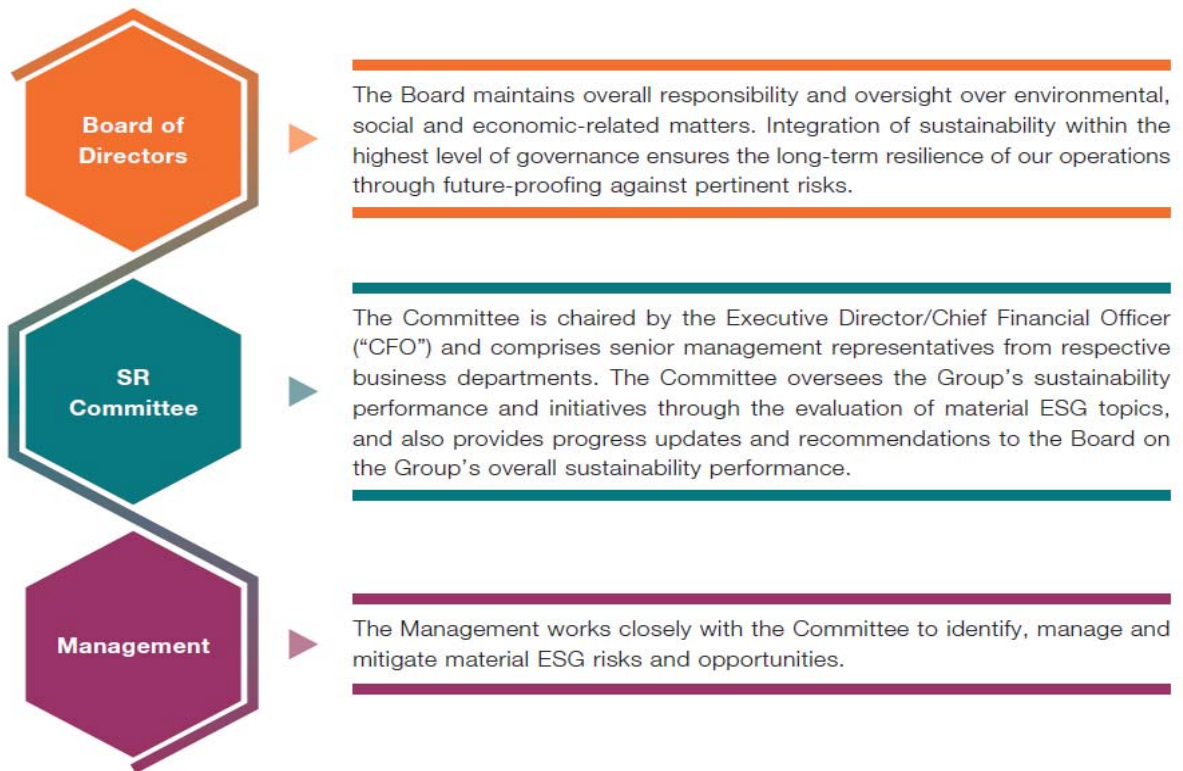 Board of
Directors
The Board maintains overall responsibility and oversight over environmental,
social and economic-related matters. Integration of sustainability within the
highest level of governance ensures the long-term resilience of our operations
through future-proofing against pertinent risks.
SR
Committee
The Committee is chaired by the Executive Director/Chief Financial Officer
(“CFO”) and comprises senior management representatives from respective
business departments. The Committee oversees the Group’s sustainability
performance and initiatives through the evaluation of material ESG topics,
and also provides progress updates and recommendations to the Board on
the Group’s overall sustainability performance.
Management
The Management works closely with the Committee to identify, manage and
mitigate material ESG risks and opportunities.